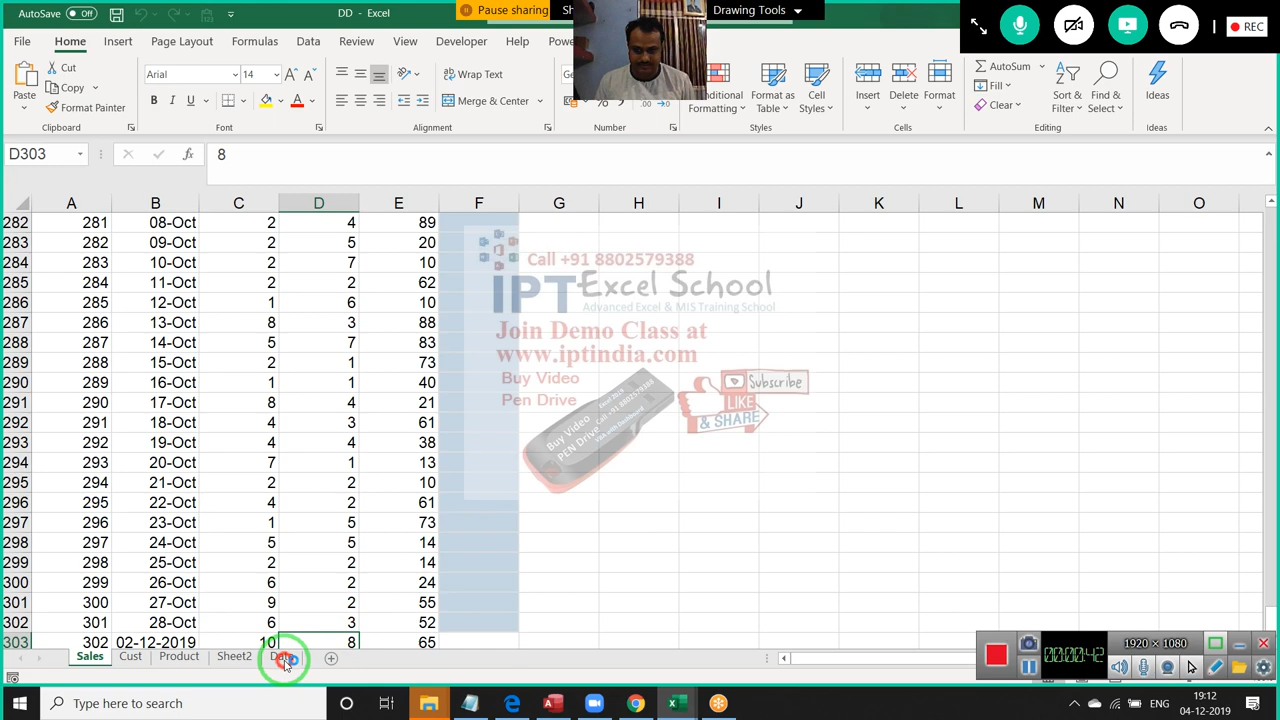 AutoSave Off DD - Excel Pause sharing Drawing Tools REC
File Home Insert Page Layout Formulas Data Review View Developer Help
Paste Cut Copy Format Painter
Arial 14 B I U
Wrap Text Merge & Center
Formatting Format as Table Cell Styles
Insert Delete Format
AutoSum Fill Clear
Sort & Filter Find & Select Ideas
Clipboard Font Alignment Number Styles Cells Editing Ideas
D303 fx 8
A B C D E F G H I J K L M N O
282 281 08-Oct 2 4 89
283 282 09-Oct 2 5 20
284 283 10-Oct 2 7 10
285 284 11-Oct 2 2 62
286 285 12-Oct 1 6 10
287 286 13-Oct 8 3 88
288 287 14-Oct 5 7 83
289 288 15-Oct 2 1 73
290 289 16-Oct 1 1 40
291 290 17-Oct 8 4 21
292 291 18-Oct 4 3 61
293 292 19-Oct 4 4 38
294 293 20-Oct 7 1 13
295 294 21-Oct 2 2 10
296 295 22-Oct 4 2 61
297 296 23-Oct 1 5 73
298 297 24-Oct 5 5 14
299 298 25-Oct 2 2 14
300 299 26-Oct 6 2 24
301 300 27-Oct 9 2 55
302 301 28-Oct 6 3 52
303 302 02-12-2019 10 8 65
Call +91 8802579388
IPT Excel School
Advanced Excel & MIS Training School
Join Demo Class at
www.iptindia.com
Buy Video
Pen Drive
Subscribe
LIKE
& SHARE
Buy Video
PEN Drive
Sales Cust Product Sheet2
00:00:42 1920 × 1080
Type here to search
ENG 19:12
04-12-2019